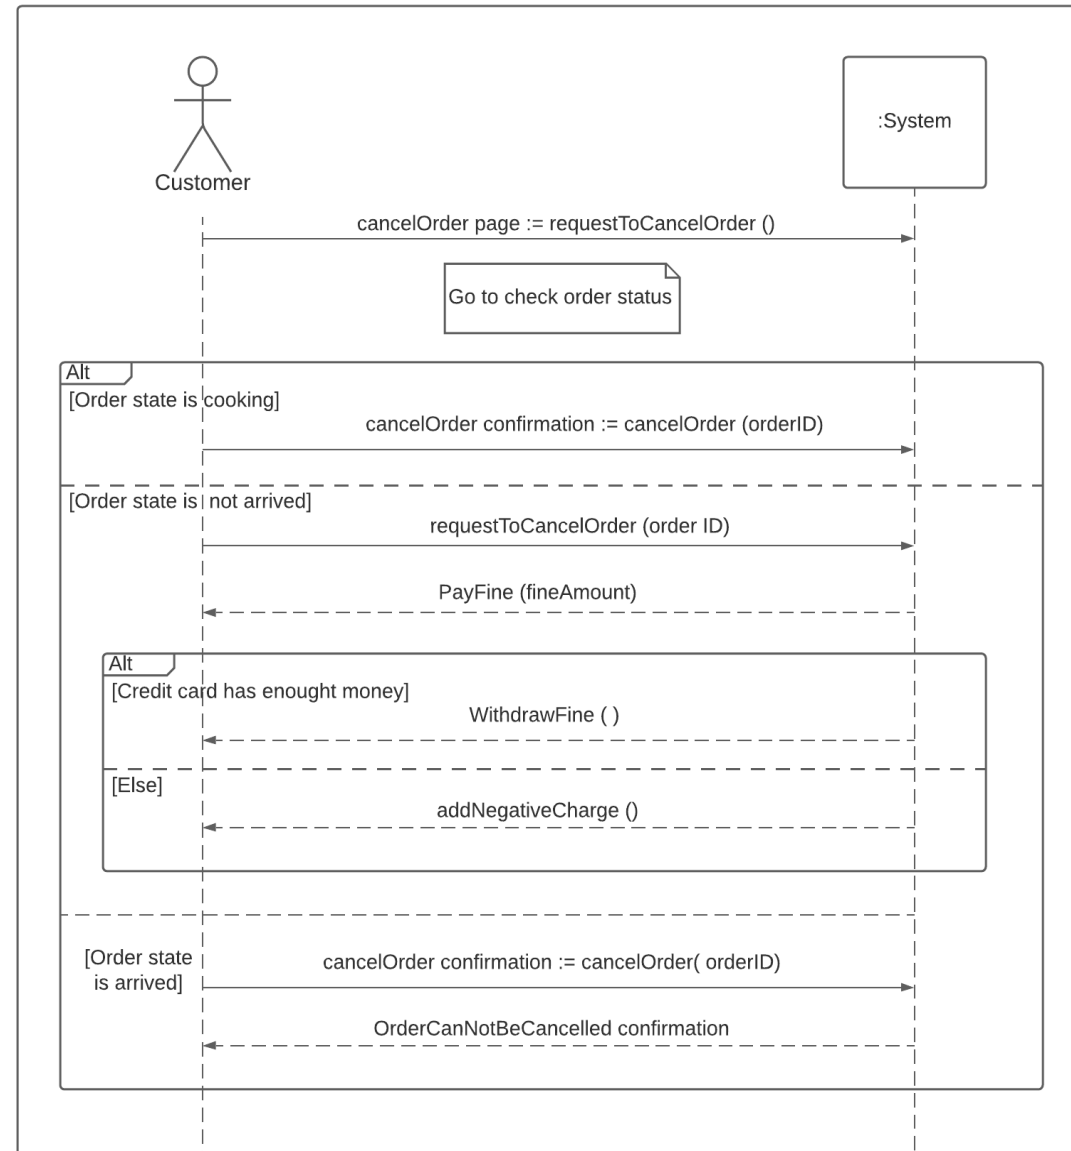 Customer
:System
cancelOrder page := requestToCancelOrder ()
Go to check order status
Alt
[Order state is cooking]
cancelOrder confirmation := cancelOrder (orderID)
[Order state is not arrived]
requestToCancelOrder (order ID)
PayFine (fineAmount)
Alt
[Credit card has enought money]
WithdrawFine ( )
[Else]
addNegativeCharge ()
[Order state
is arrived]
cancelOrder confirmation := cancelOrder( orderID)
OrderCanNotBeCancelled confirmation